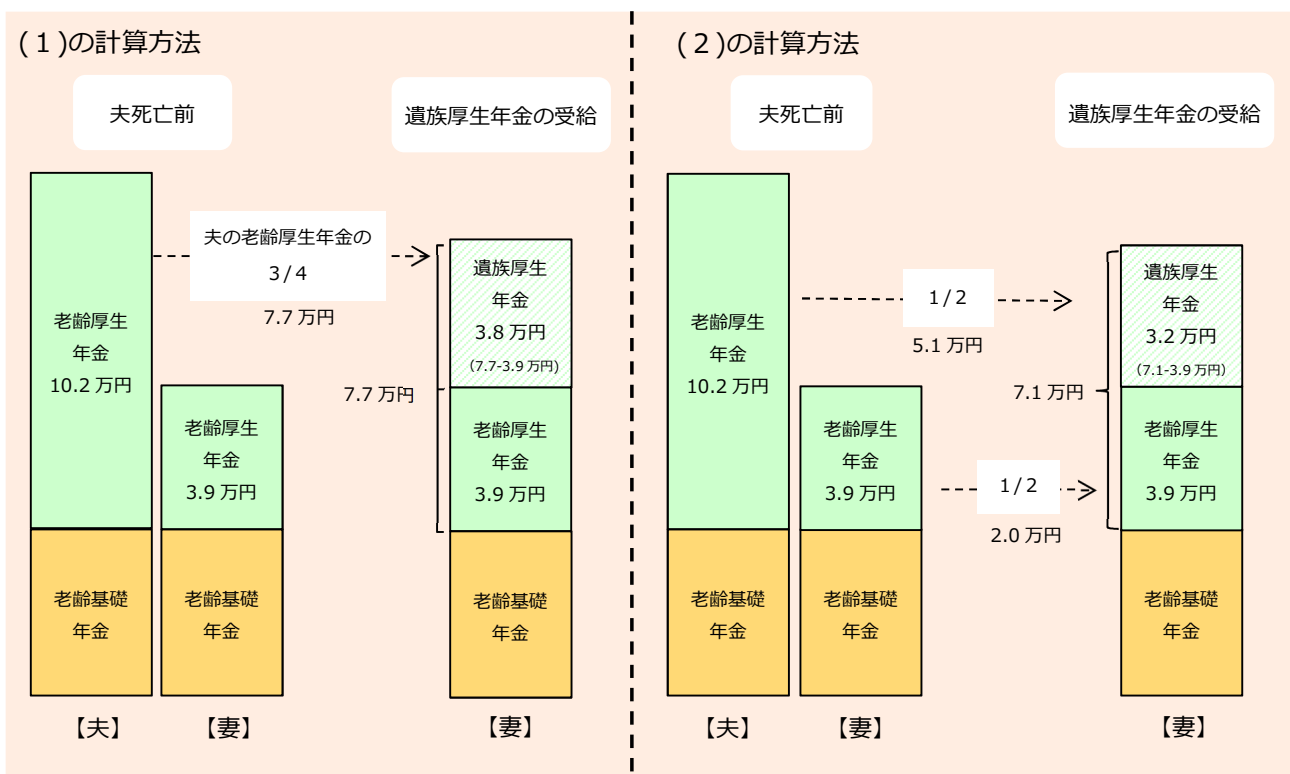 (１)の計算方法
夫死亡前
遺族厚生年金の受給
夫の老齢厚生年金の
3/4
7.7 万円
老齢厚生
年金
10.2 万円
老齢厚生
年金
3.9 万円
7.7 万円
遺族厚生
年金
3.8 万円
（7.7-3.9 万円）
老齢厚生
年金
3.9 万円
老齢基礎
年金
老齢基礎
年金
老齢基礎
年金
【夫】
【妻】
【妻】
(２)の計算方法
夫死亡前
遺族厚生年金の受給
1/2
5.1 万円
老齢厚生
年金
10.2 万円
老齢厚生
年金
3.9 万円
1/2
2.0 万円
7.1 万円
遺族厚生
年金
3.2 万円
（7.1-3.9 万円）
老齢厚生
年金
3.9 万円
老齢基礎
年金
老齢基礎
年金
老齢基礎
年金
【夫】
【妻】
【妻】